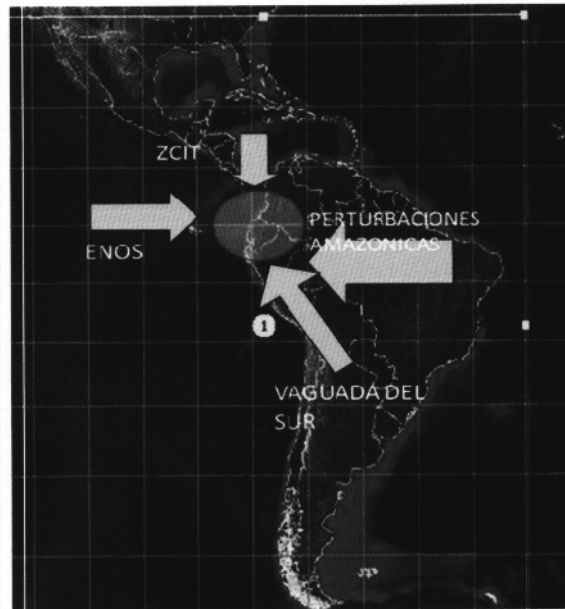 ZCIT
PERTURBACIONES
AMAZONICAS
ENOS
1
VAGUADA DEL
SUR